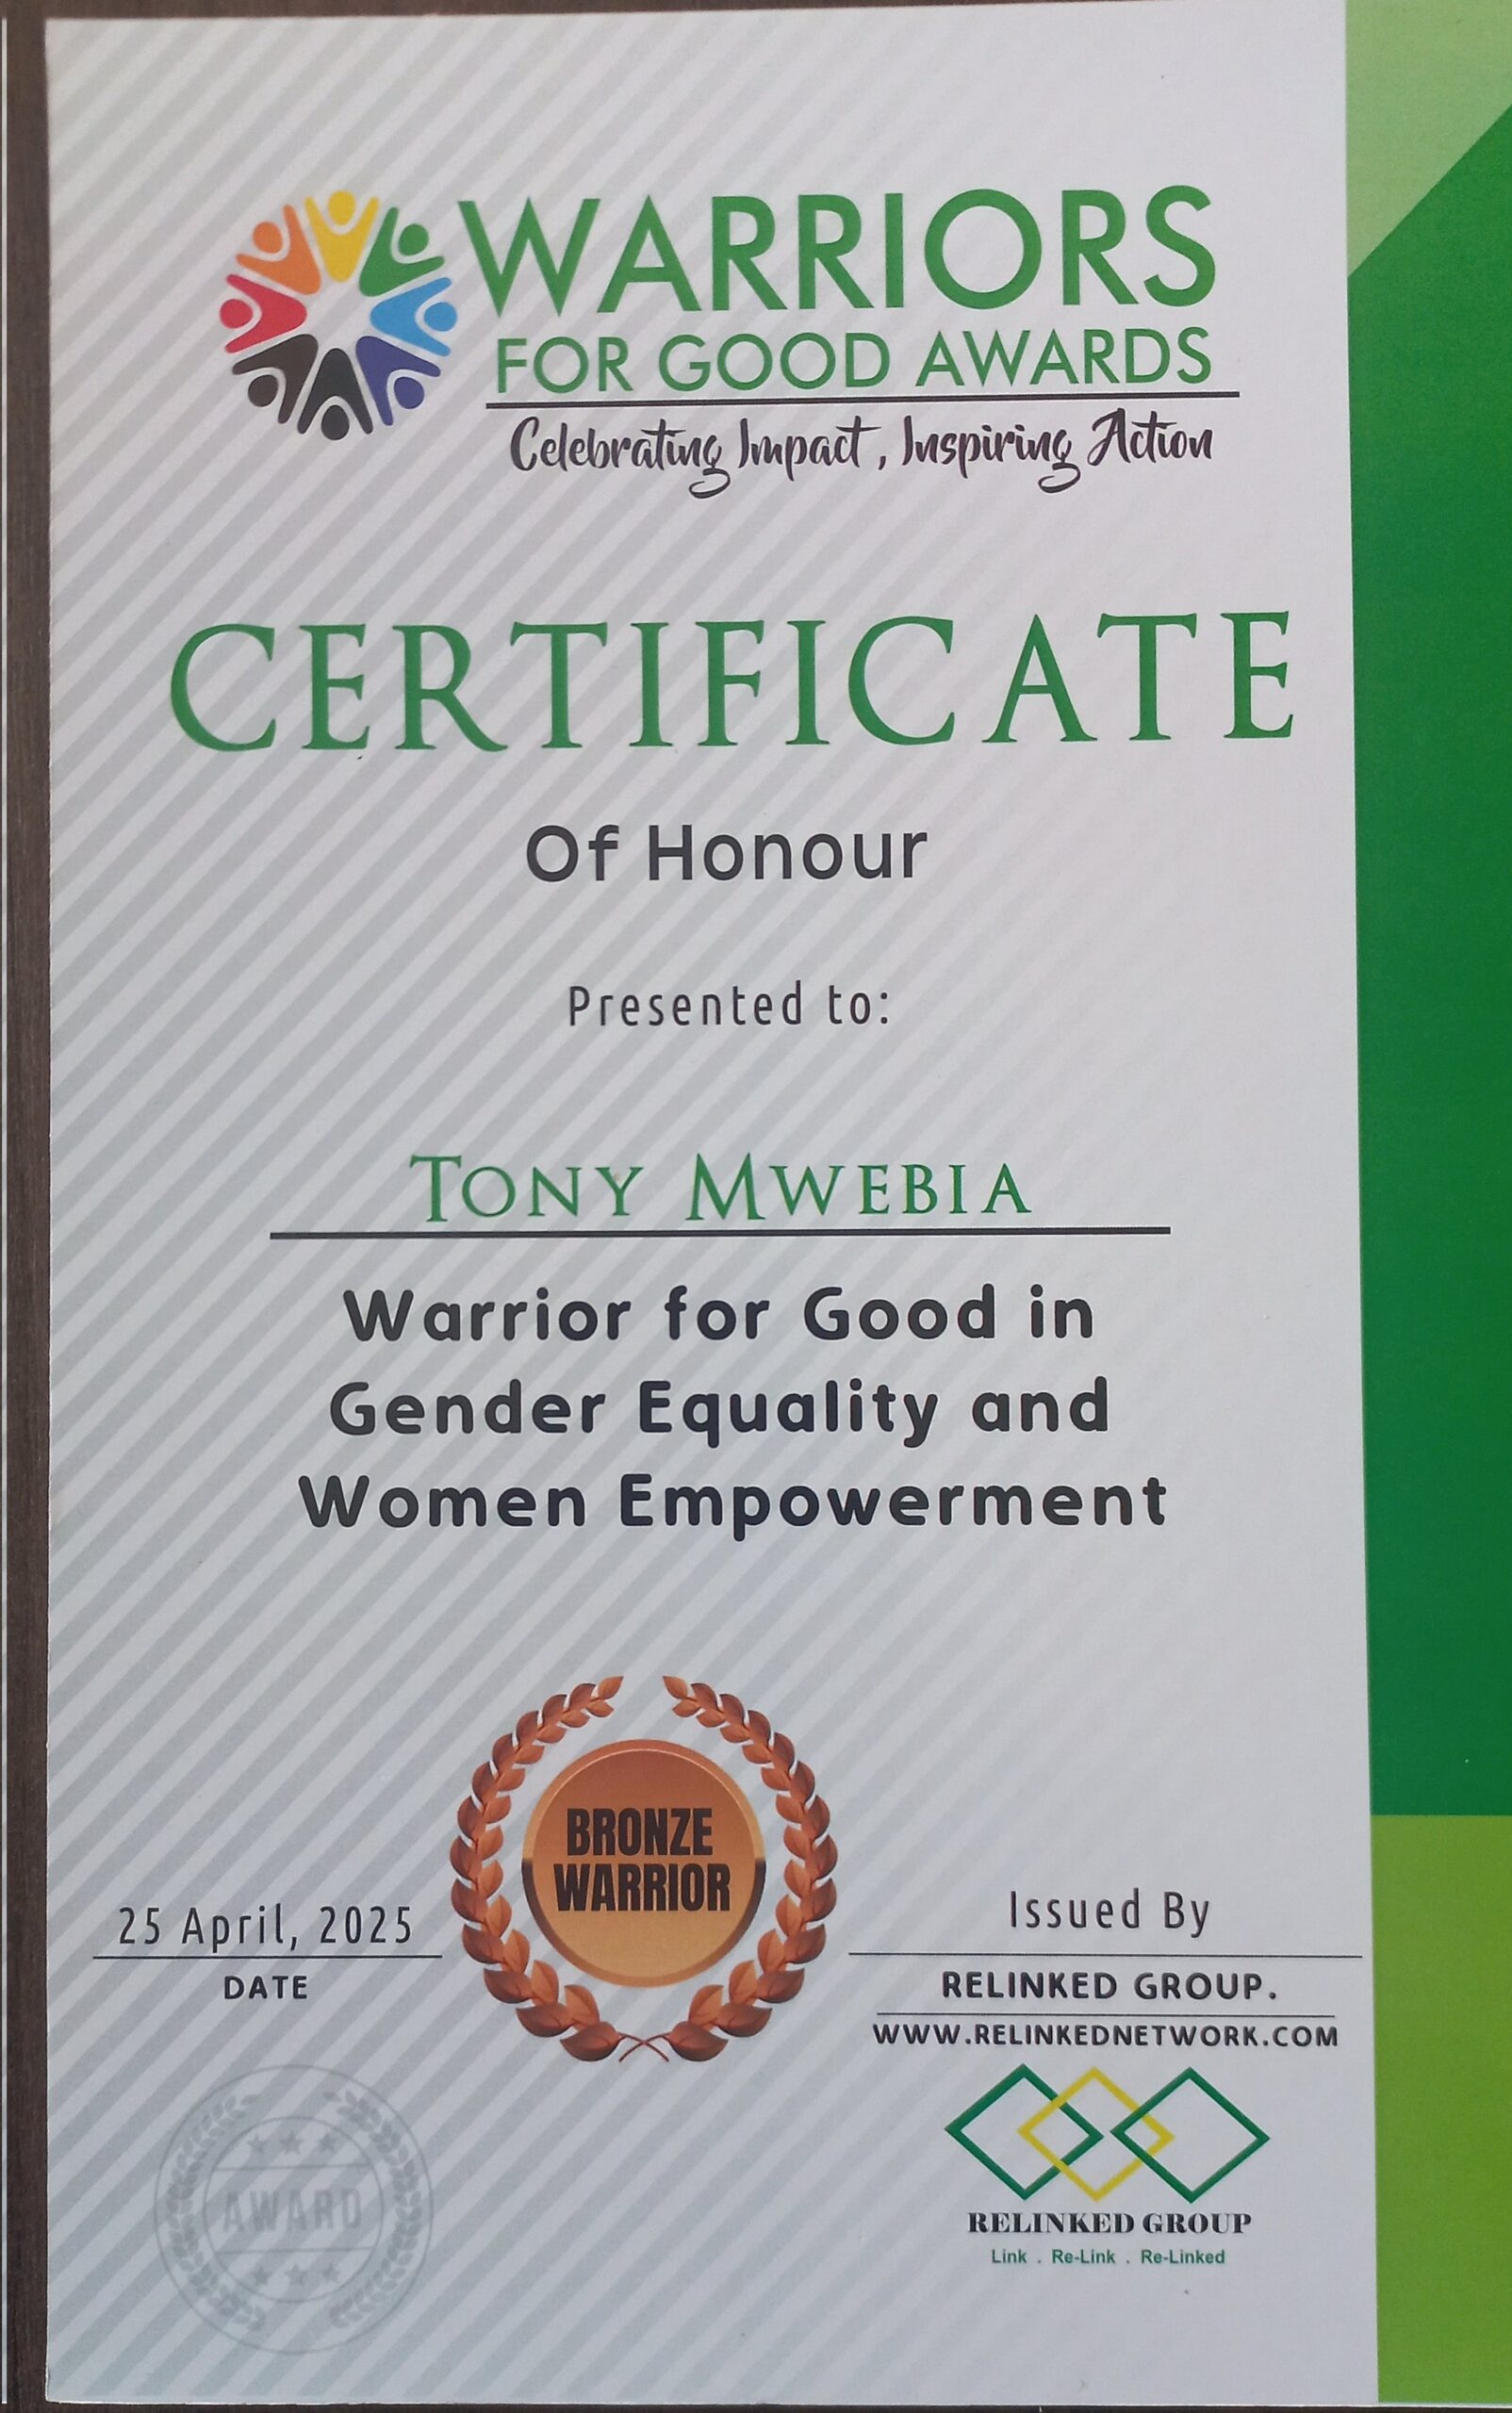 WARRIORS
FOR GOOD AWARDS
Celebrating Impact, Inspiring Action
CERTIFICATE
Of Honour
Presented to:
TONY MWEBIA
Warrior for Good in
Gender Equality and
Women Empowerment
BRONZE
WARRIOR
25 April, 2025
DATE
Issued By
RELINKED GROUP.
WWW.RELINKEDNETWORK.COM
AWARD
RELINKED GROUP
Link . Re-Link . Re-Linked